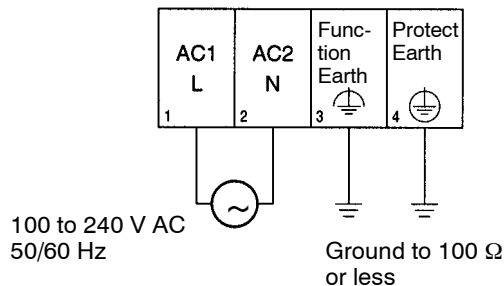 AC1
L
1
AC2
N
2
Func-
tion
Earth
3
Protect
Earth
4
~
100 to 240 V AC
50/60 Hz
Ground to 100 Ω
or less